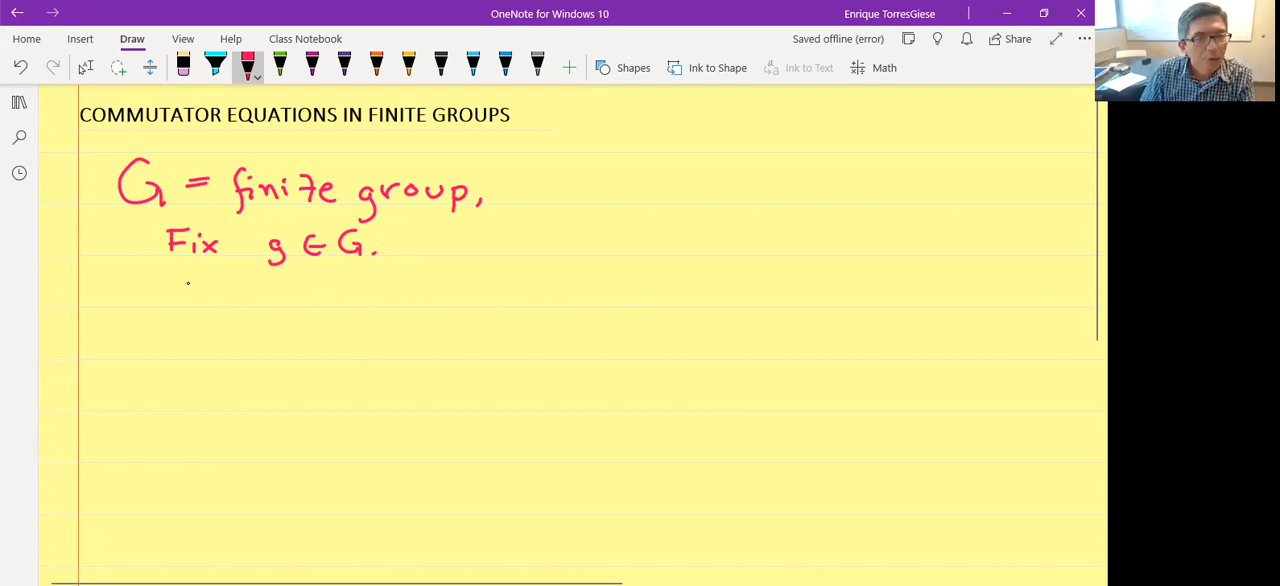 OneNote for Windows 10
Enrique TorresGiese
Home Insert Draw View Help Class Notebook
Saved offline (error)
Share
Shapes
Ink to Shape
Ink to Text
Math
COMMUTATOR EQUATIONS IN FINITE GROUPS
G = finite group,
Fix g ∈ G.